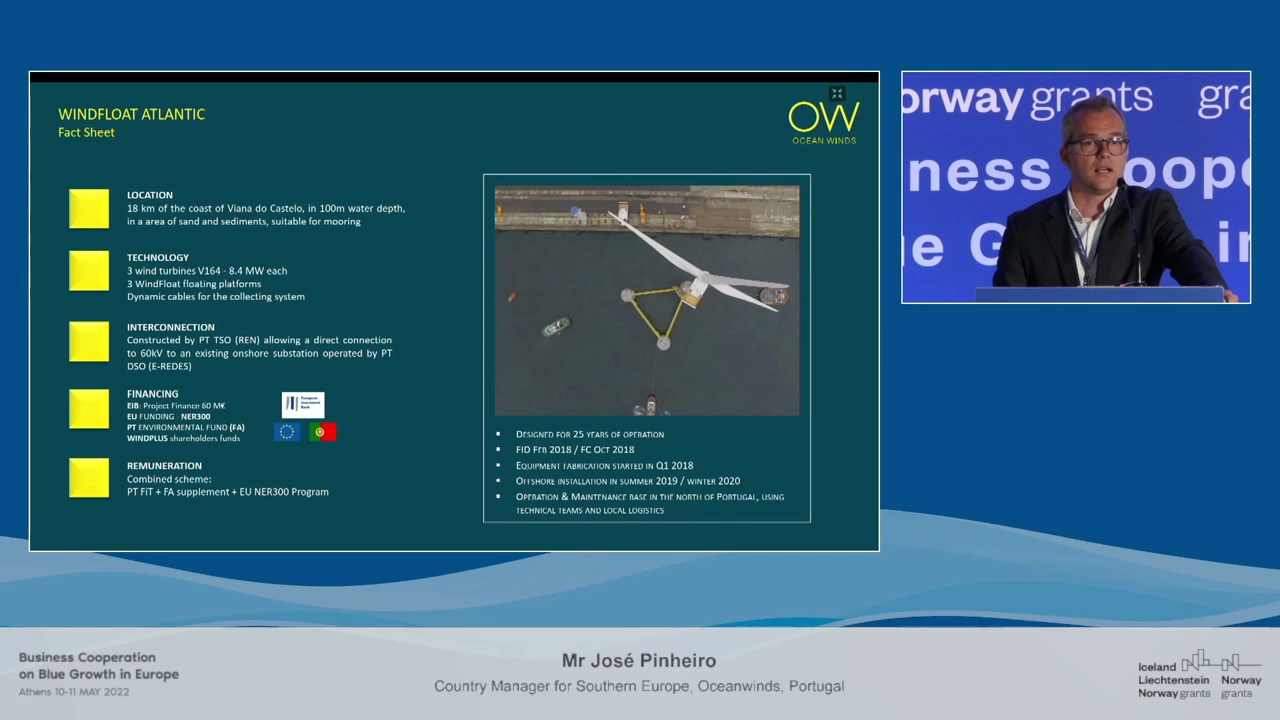 WINDFLOAT ATLANTIC
Fact Sheet
OW
OCEAN WINDS
LOCATION
18 km of the coast of Viana do Castelo, in 100m water depth,
in a area of sand and sediments, suitable for mooring
TECHNOLOGY
3 wind turbines V164 - 8.4 MW each
3 WindFloat floating platforms
Dynamic cables for the collecting system
INTERCONNECTION
Constructed by PT TSO (REN) allowing a direct connection
to 60kV to an existing onshore substation operated by PT
DSO (E-REDES)
FINANCING
EIB: Project Finance 60 M€
EU FUNDING - NER300
PT ENVIRONMENTAL FUND (FA)
WINDPLUS shareholders funds
European
Investment
Bank
REMUNERATION
Combined scheme:
PT FiT + FA supplement + EU NER300 Program
▪ DESIGNED FOR 25 YEARS OF OPERATION
▪ FID FEB 2018 / FC OCT 2018
▪ EQUIPMENT FABRICATION STARTED IN Q1 2018
▪ OFFSHORE INSTALLATION IN SUMMER 2019 / WINTER 2020
▪ OPERATION & MAINTENANCE BASE IN THE NORTH OF PORTUGAL, USING
TECHNICAL TEAMS AND LOCAL LOGISTICS
orway grants gra
ness oope
ue G in
Business Cooperation
on Blue Growth in Europe
Athens 10-11 MAY 2022
Mr José Pinheiro
Country Manager for Southern Europe, Oceanwinds, Portugal
Iceland
Liechtenstein
Norway grants
Norway
grants